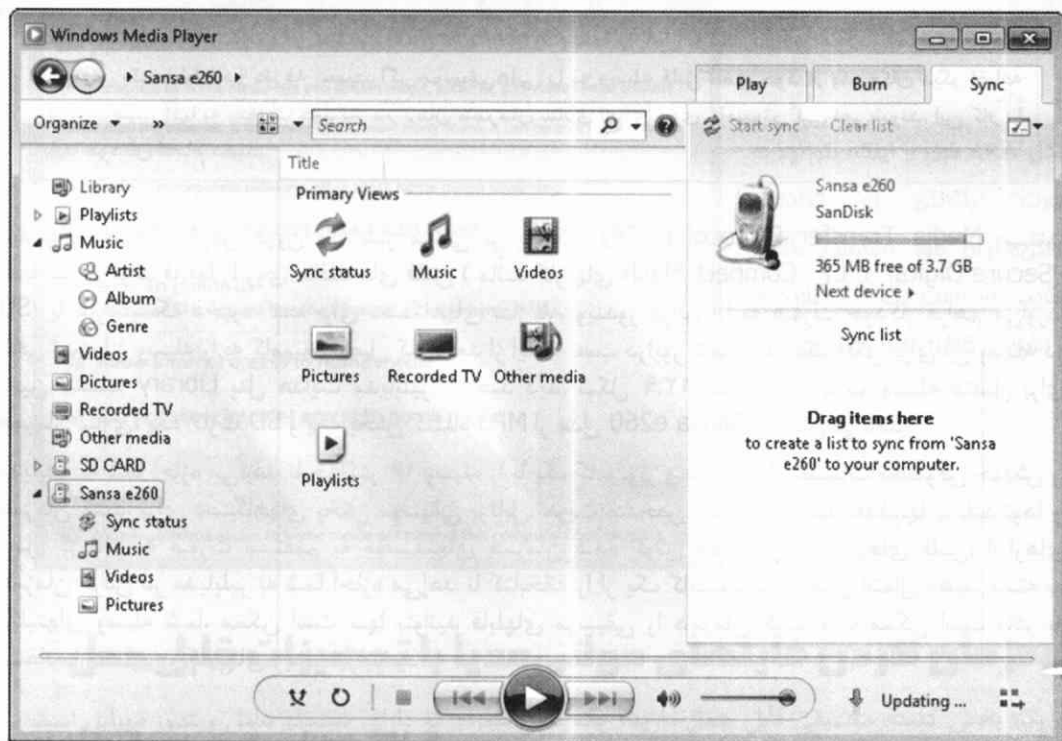 Windows Media Player
Sansa e260
Play Burn Sync
Organize » Search Start sync Clear list
Title
Library
Playlists
Music
Artist
Album
Genre
Videos
Pictures
Recorded TV
Other media
SD CARD
Sansa e260
Sync status
Music
Videos
Pictures
Primary Views
Sync status Music Videos
Pictures Recorded TV Other media
Playlists
Sansa e260
SanDisk
365 MB free of 3.7 GB
Next device
Sync list
Drag items here
to create a list to sync from 'Sansa
e260' to your computer.
Updating ...